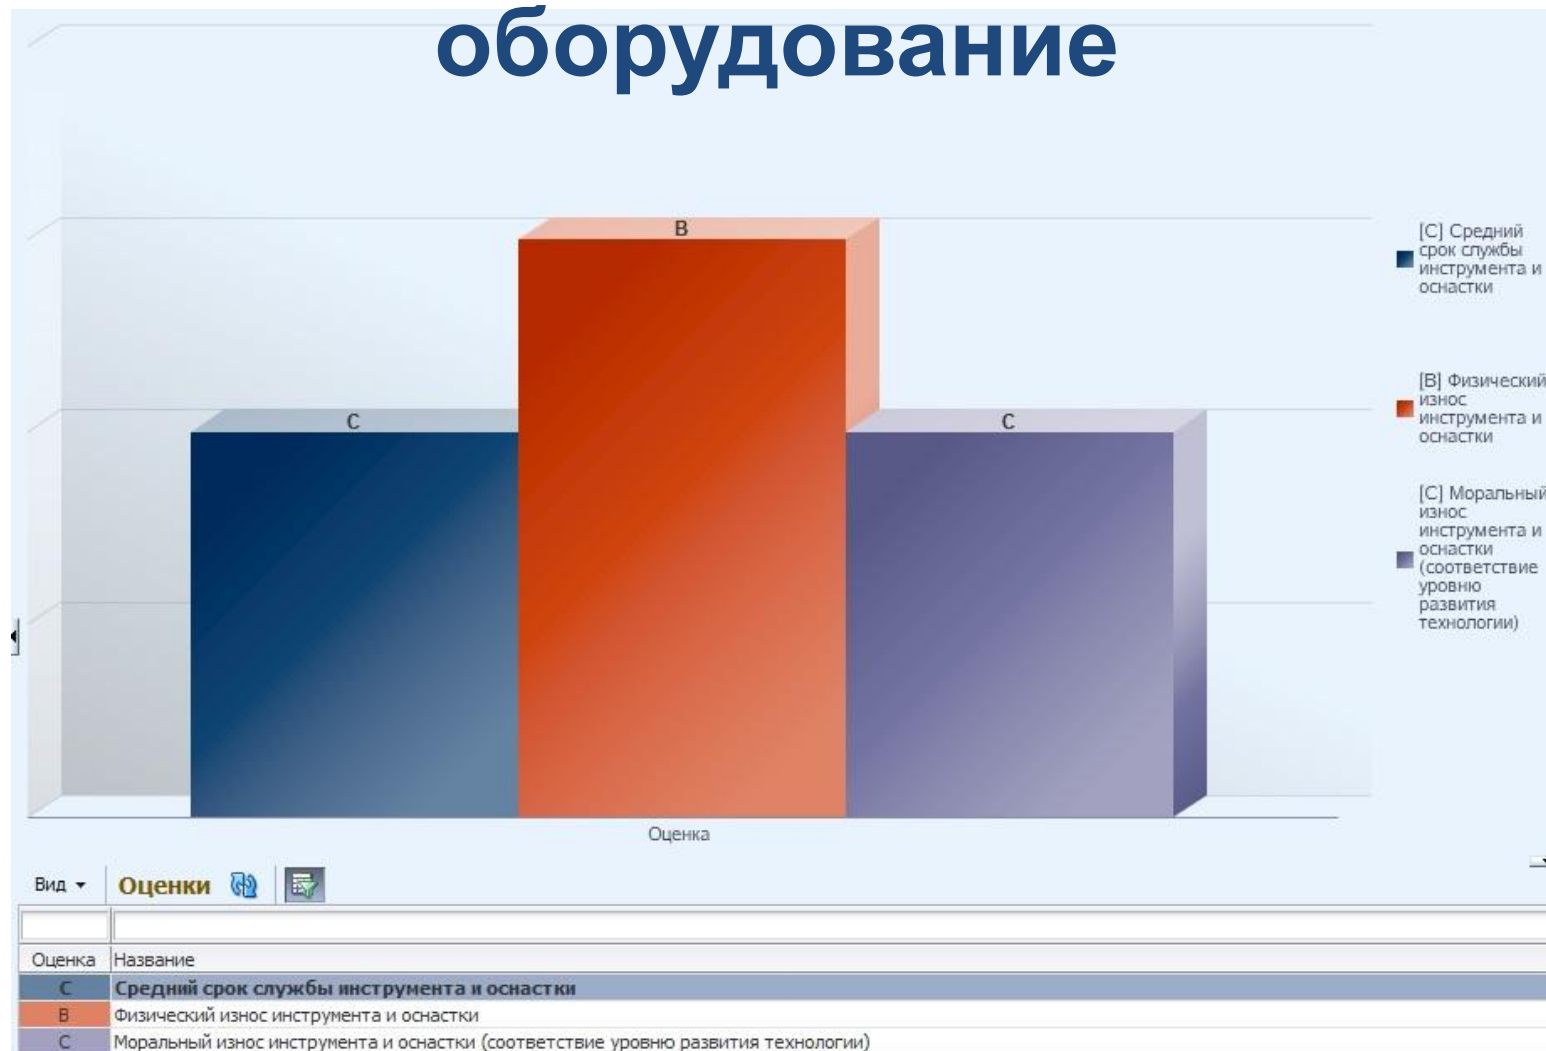 оборудование
B
C
C
[C] Средний
срок службы
инструмента и
оснастки
[B] Физический
износ
инструмента и
оснастки
[C] Моральный
износ
инструмента и
оснастки
(соответствие
уровню
развития
технологии)
Оценка
Вид Оценки
Оценка Название
C Средний срок службы инструмента и оснастки
B Физический износ инструмента и оснастки
C Моральный износ инструмента и оснастки (соответствие уровню развития технологии)